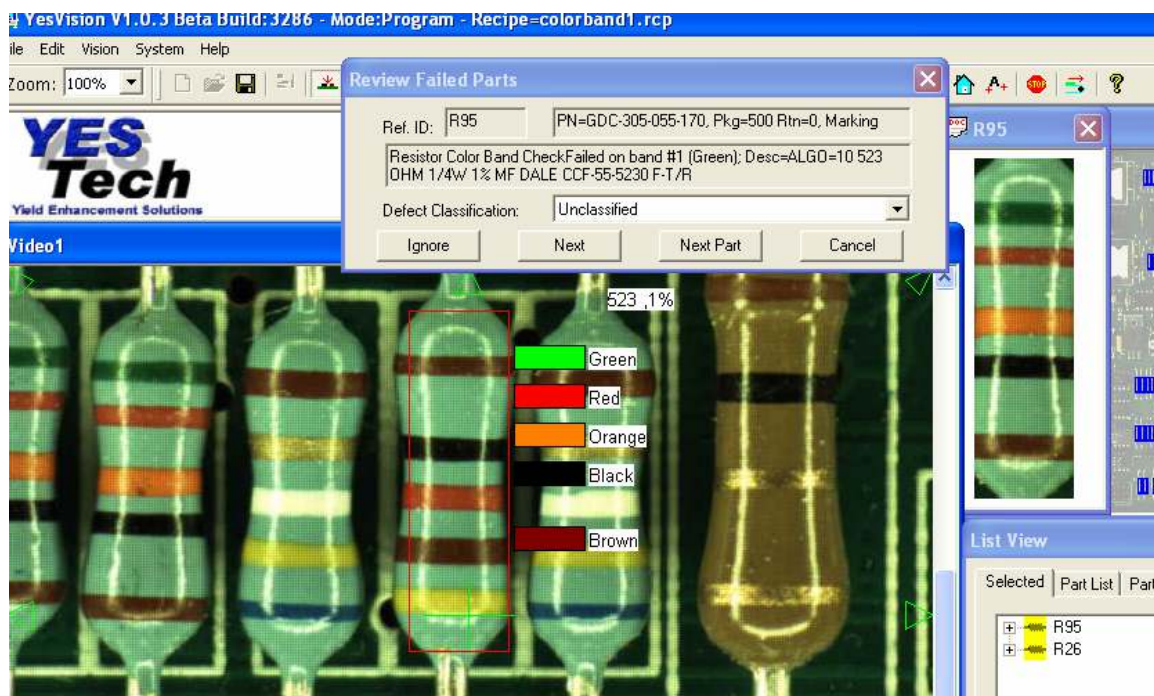 YesVision V1.0.3 Beta Build:3286 - Mode:Program - Recipe=colorband1.rcp
ile Edit Vision System Help
Zoom: 100%
Review Failed Parts
Ref. ID: R95 PN=GDC-305-055-170, Pkg=500 Rtn=0, Marking
Resistor Color Band CheckFailed on band #1 (Green); Desc=ALGO=10 523
OHM 1/4W 1% MF DALE CCF-55-5230 F-T/R
Defect Classification: Unclassified
Ignore Next Next Part Cancel
YES
Tech
Yield Enhancement Solutions
STOP
DOC
R95
Video1
523 ,1%
Green
Red
Orange
Black
Brown
List View
Selected Part List Part
R95
R26